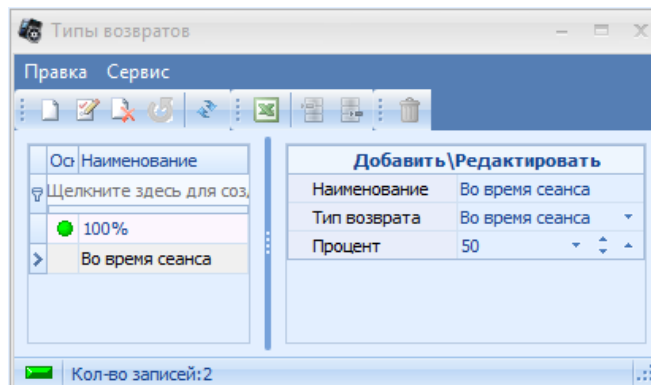 Типы возвратов
Правка Сервис
Осн Наименование
Щелкните здесь для соз,
100%
Во время сеанса
Добавить\Редактировать
Наименование Во время сеанса
Тип возврата Во время сеанса
Процент 50
Кол-во записей:2